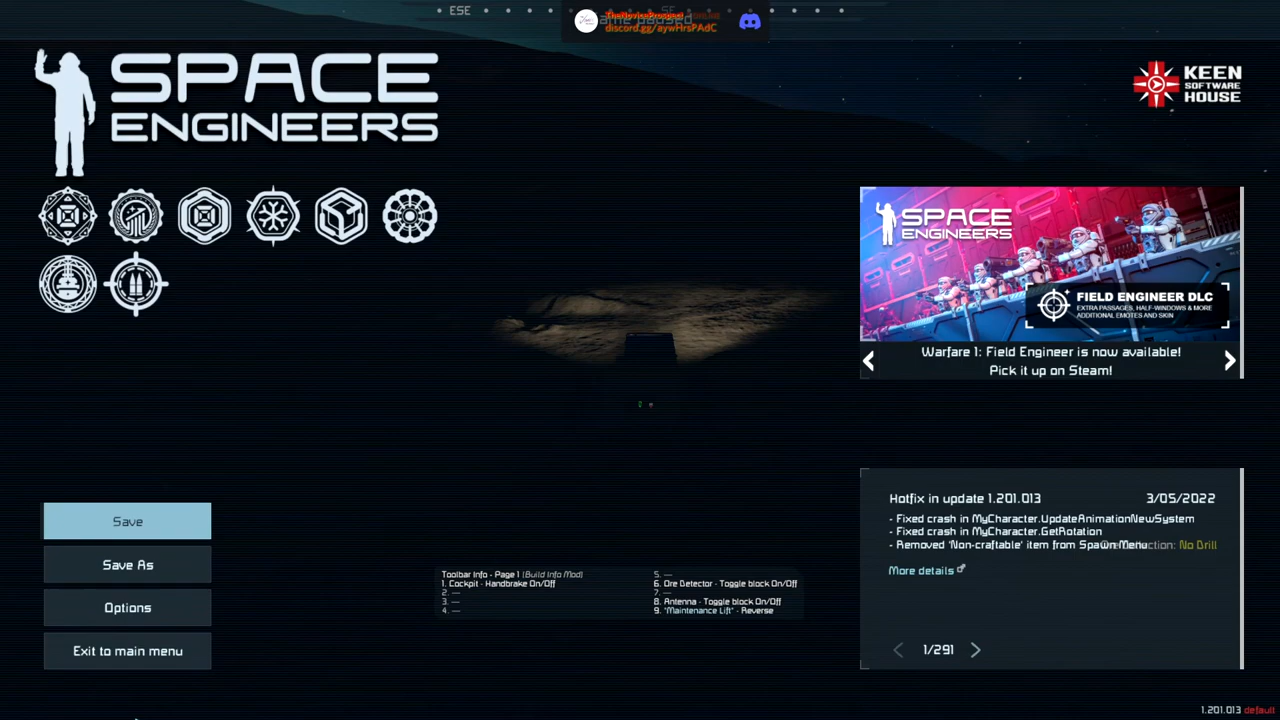 ESE
SE
TheNoviceProspect
discord.gg/aywHrsPAdC
SPACE
ENGINEERS
KEEN
SOFTWARE
HOUSE
SPACE
ENGINEERS
FIELD ENGINEER DLC
EXTRA PASSAGES, HALF-WINDOWS & MORE
ADDITIONAL EMOTES AND SKIN
Warfare 1: Field Engineer is now available!
Pick it up on Steam!
Save
Save As
Options
Exit to main menu
Toolbar Info - Page 1 (Build Info Mod)
1. Cockpit - Handbrake On/Off
2. —
3. —
4. —
5. —
6. Ore Detector - Toggle block On/Off
7. —
8. Antenna - Toggle block On/Off
9. "Maintenance Lift" - Reverse
Hotfix in update 1.201.013 3/05/2022
- Fixed crash in MyCharacter.UpdateAnimationNewSystem
- Fixed crash in MyCharacter.GetRotation
- Removed 'Non-craftable' item from Spawn Menu
No Drill
More details
1/291
1.201.013 default